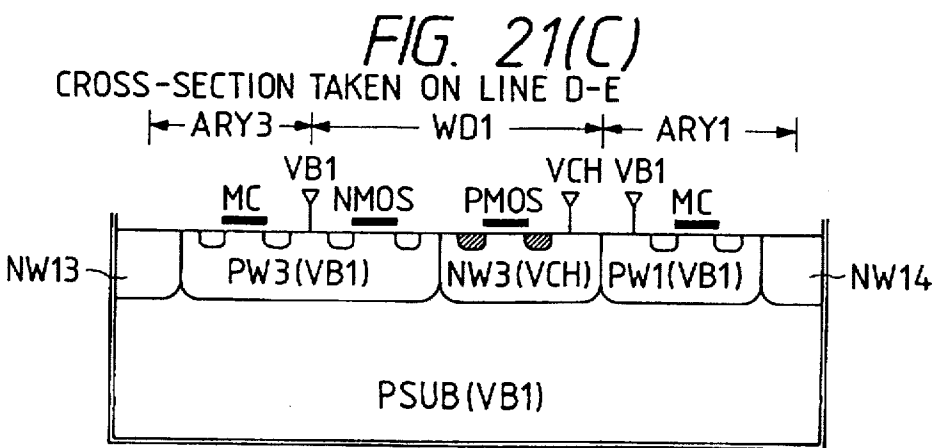 FIG. 21(C)
CROSS-SECTION TAKEN ON LINE D-E
ARY3 WD1 ARY1
VB1 VCH VB1
MC NMOS PMOS MC
NW13 PW3(VB1) NW3(VCH) PW1(VB1) NW14
PSUB(VB1)